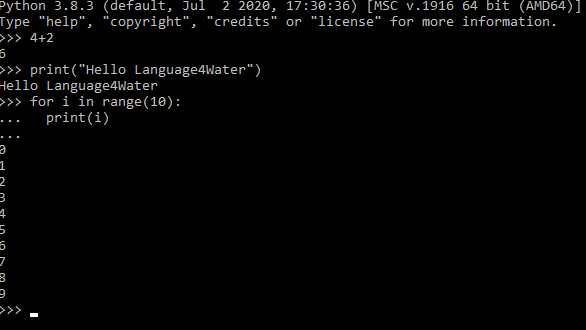 Python 3.8.3 (default, Jul  2 2020, 17:30:36) [MSC v.1916 64 bit (AMD64)]
Type "help", "copyright", "credits" or "license" for more information.
>>> 4+2
6
>>> print("Hello Language4Water")
Hello Language4Water
>>> for i in range(10):
...   print(i)
...
0
1
2
3
4
5
6
7
8
9
>>>